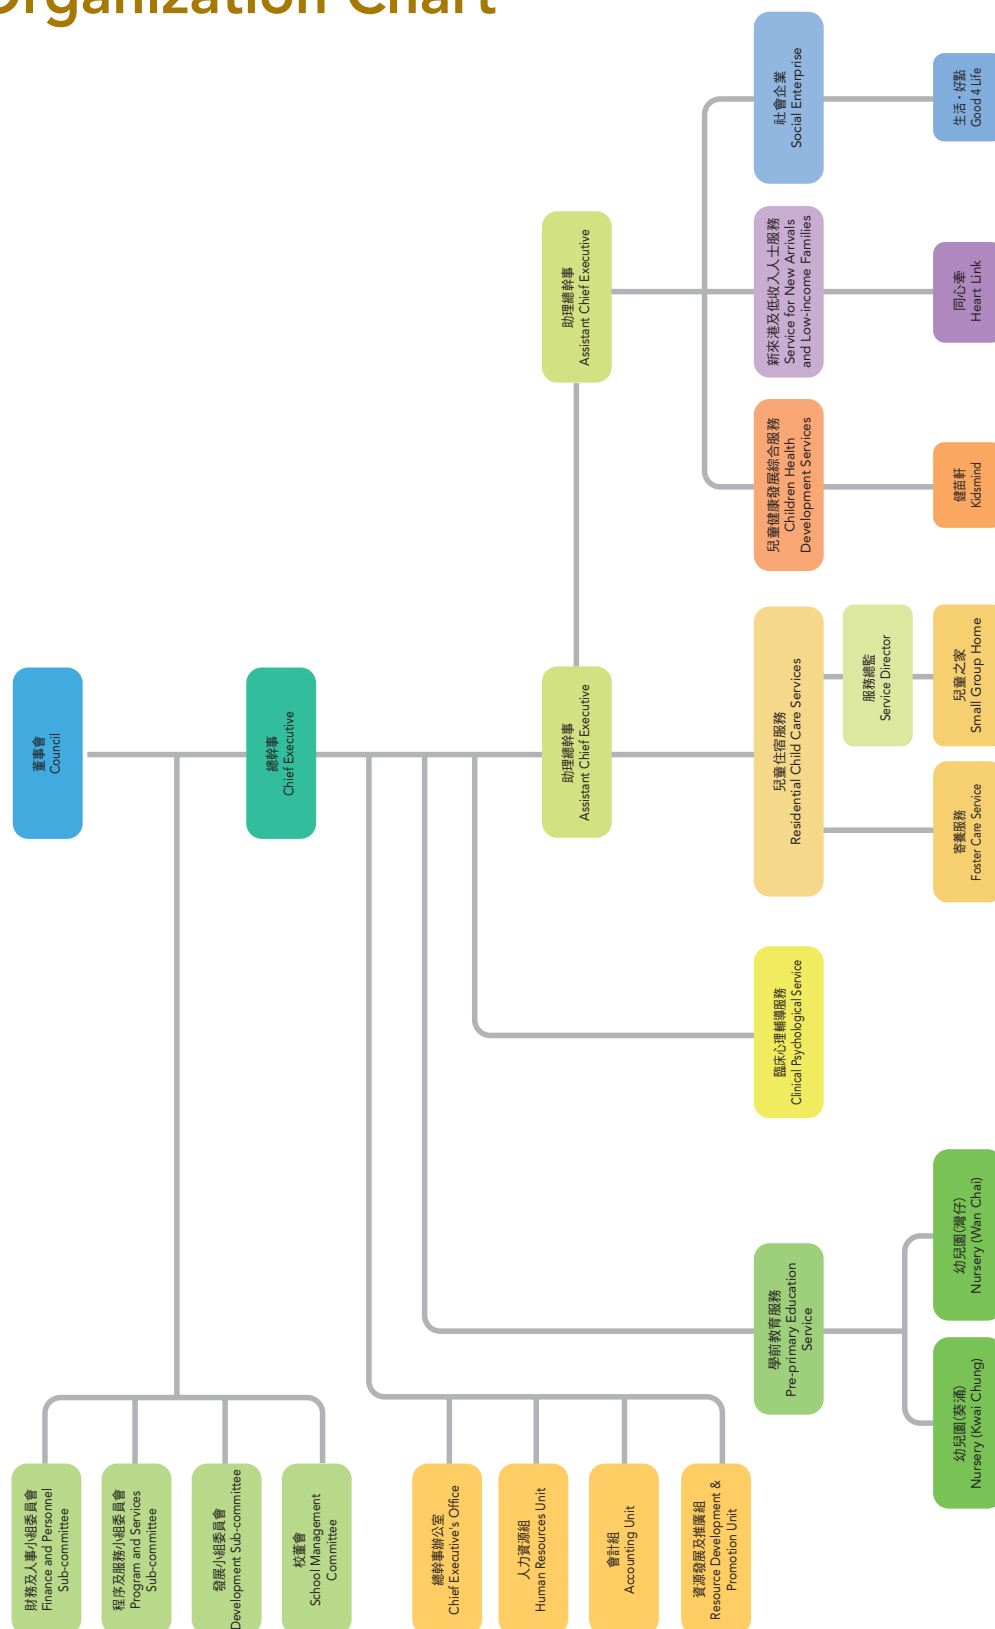 Organization Chart
董事會
Council
總幹事
Chief Executive
財務及人事小組委員會
Finance and Personnel
Sub-committee
程序及服務小組委員會
Program and Services
Sub-committee
發展小組委員會
Development Sub-committee
校董會
School Management
Committee
總幹事辦公室
Chief Executive's Office
人力資源組
Human Resources Unit
會計組
Accounting Unit
資源發展及推廣組
Resource Development &
Promotion Unit
助理總幹事
Assistant Chief Executive
助理總幹事
Assistant Chief Executive
學前教育服務
Pre-primary Education
Service
臨床心理輔導服務
Clinical Psychological Service
兒童住宿服務
Residential Child Care Services
兒童健康發展綜合服務
Children Health
Development Services
新來港及低收入人士服務
Service for New Arrivals
and Low-income Families
社會企業
Social Enterprise
服務總監
Service Director
幼兒園(葵涌)
Nursery (Kwai Chung)
幼兒園(灣仔)
Nursery (Wan Chai)
寄養服務
Foster Care Service
兒童之家
Small Group Home
健苗軒
Kidsmind
同心牽
Heart Link
生活・好點
Good 4 Life